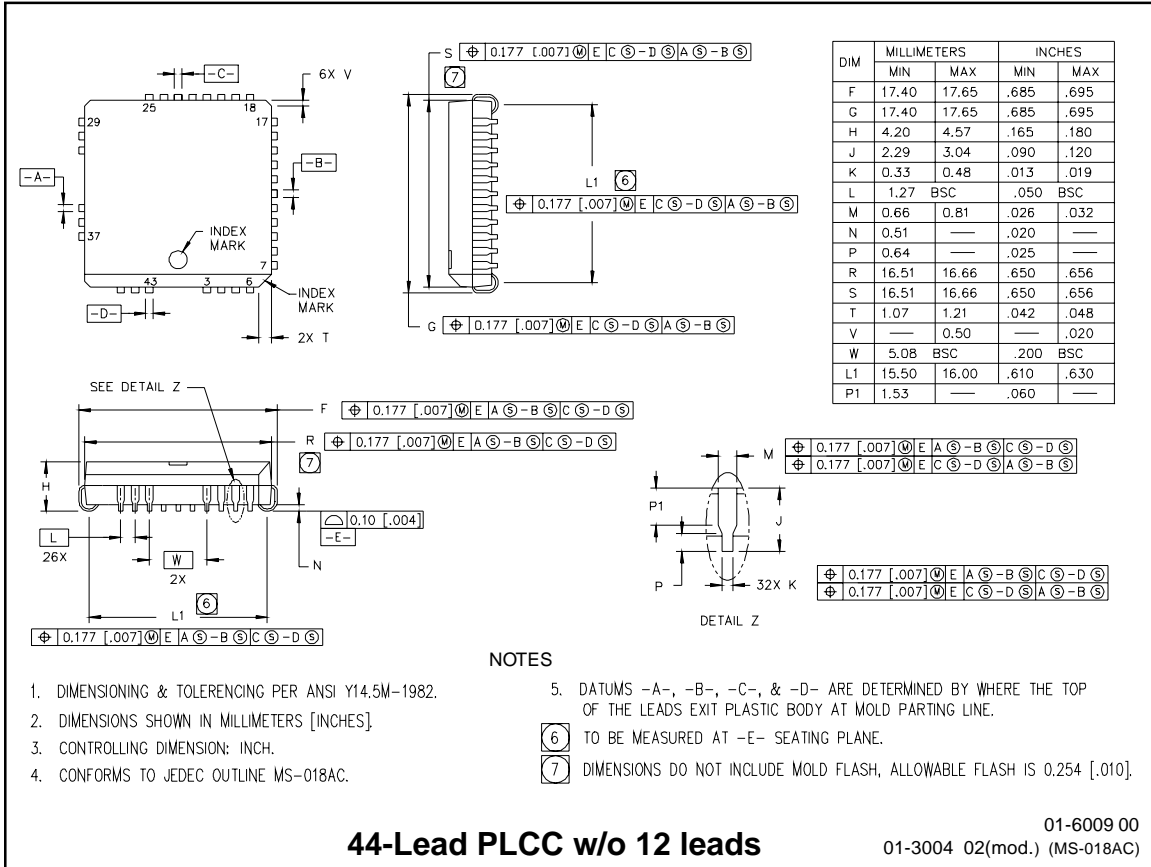 S ⌖ 0.177 [.007] Ⓜ E C Ⓢ -D Ⓢ A Ⓢ -B Ⓢ
7
-C-
6X V
25 18
29 17
-A-
-B-
L1 6
⌖ 0.177 [.007] Ⓜ E C Ⓢ -D Ⓢ A Ⓢ -B Ⓢ
37
INDEX
MARK
7
43 3 6
INDEX
MARK
-D-
2X T
G ⌖ 0.177 [.007] Ⓜ E C Ⓢ -D Ⓢ A Ⓢ -B Ⓢ
DIM MILLIMETERS INCHES
MIN MAX MIN MAX
F 17.40 17.65 .685 .695
G 17.40 17.65 .685 .695
H 4.20 4.57 .165 .180
J 2.29 3.04 .090 .120
K 0.33 0.48 .013 .019
L 1.27 BSC .050 BSC
M 0.66 0.81 .026 .032
N 0.51 — .020 —
P 0.64 — .025 —
R 16.51 16.66 .650 .656
S 16.51 16.66 .650 .656
T 1.07 1.21 .042 .048
V — 0.50 — .020
W 5.08 BSC .200 BSC
L1 15.50 16.00 .610 .630
P1 1.53 — .060 —
SEE DETAIL Z
F ⌖ 0.177 [.007] Ⓜ E A Ⓢ -B Ⓢ C Ⓢ -D Ⓢ
R ⌖ 0.177 [.007] Ⓜ E A Ⓢ -B Ⓢ C Ⓢ -D Ⓢ
7
H
⌓ 0.10 [.004]
-E-
L
26X
W
2X
N
L1 6
⌖ 0.177 [.007] Ⓜ E A Ⓢ -B Ⓢ C Ⓢ -D Ⓢ
M ⌖ 0.177 [.007] Ⓜ E A Ⓢ -B Ⓢ C Ⓢ -D Ⓢ
⌖ 0.177 [.007] Ⓜ E C Ⓢ -D Ⓢ A Ⓢ -B Ⓢ
P1
J
P
32X K
⌖ 0.177 [.007] Ⓜ E A Ⓢ -B Ⓢ C Ⓢ -D Ⓢ
⌖ 0.177 [.007] Ⓜ E C Ⓢ -D Ⓢ A Ⓢ -B Ⓢ
DETAIL Z
NOTES
1. DIMENSIONING & TOLERENCING PER ANSI Y14.5M-1982.
2. DIMENSIONS SHOWN IN MILLIMETERS [INCHES].
3. CONTROLLING DIMENSION: INCH.
4. CONFORMS TO JEDEC OUTLINE MS-018AC.
5. DATUMS -A-, -B-, -C-, & -D- ARE DETERMINED BY WHERE THE TOP
OF THE LEADS EXIT PLASTIC BODY AT MOLD PARTING LINE.
6 TO BE MEASURED AT -E- SEATING PLANE.
7 DIMENSIONS DO NOT INCLUDE MOLD FLASH, ALLOWABLE FLASH IS 0.254 [.010].
44-Lead PLCC w/o 12 leads
01-6009 00
01-3004 02(mod.) (MS-018AC)